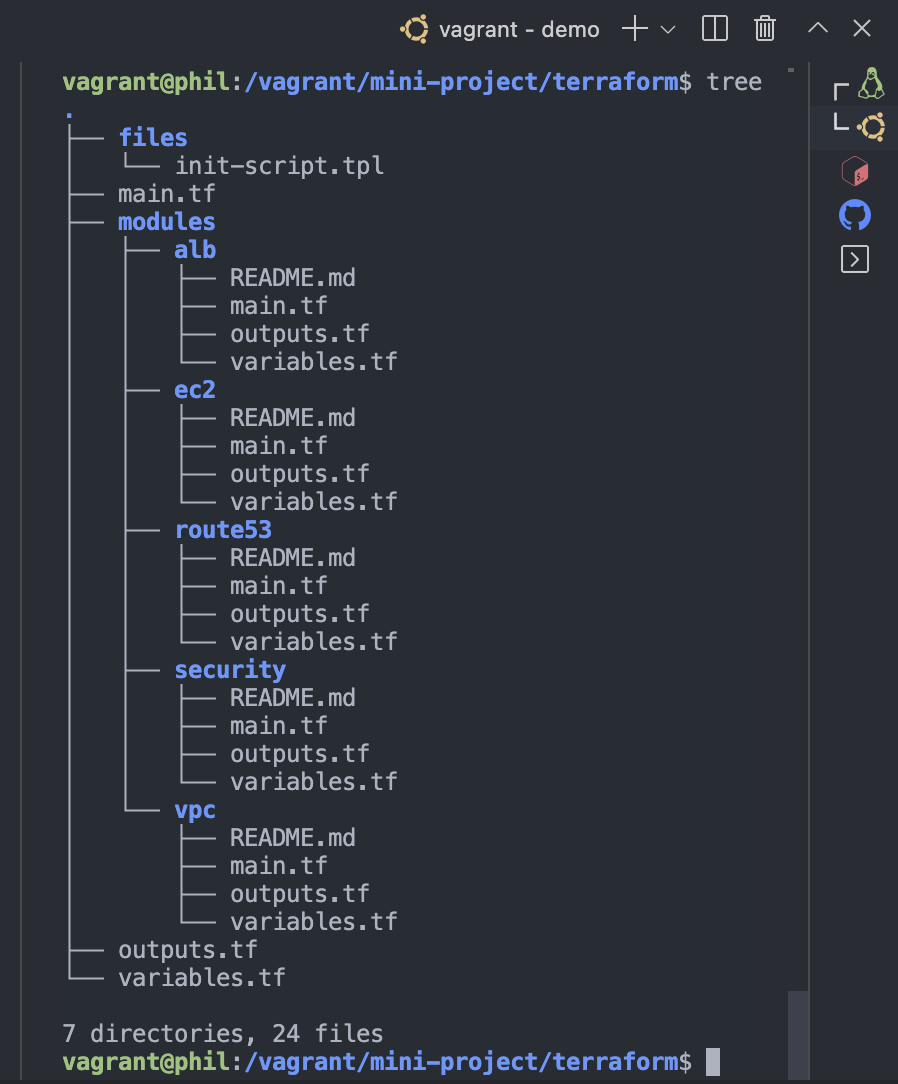 vagrant - demo
vagrant@phil:/vagrant/mini-project/terraform$ tree
.
├── files
│   └── init-script.tpl
├── main.tf
├── modules
│   ├── alb
│   │   ├── README.md
│   │   ├── main.tf
│   │   ├── outputs.tf
│   │   └── variables.tf
│   ├── ec2
│   │   ├── README.md
│   │   ├── main.tf
│   │   ├── outputs.tf
│   │   └── variables.tf
│   ├── route53
│   │   ├── README.md
│   │   ├── main.tf
│   │   ├── outputs.tf
│   │   └── variables.tf
│   ├── security
│   │   ├── README.md
│   │   ├── main.tf
│   │   ├── outputs.tf
│   │   └── variables.tf
│   └── vpc
│       ├── README.md
│       ├── main.tf
│       ├── outputs.tf
│       └── variables.tf
├── outputs.tf
└── variables.tf
7 directories, 24 files
vagrant@phil:/vagrant/mini-project/terraform$